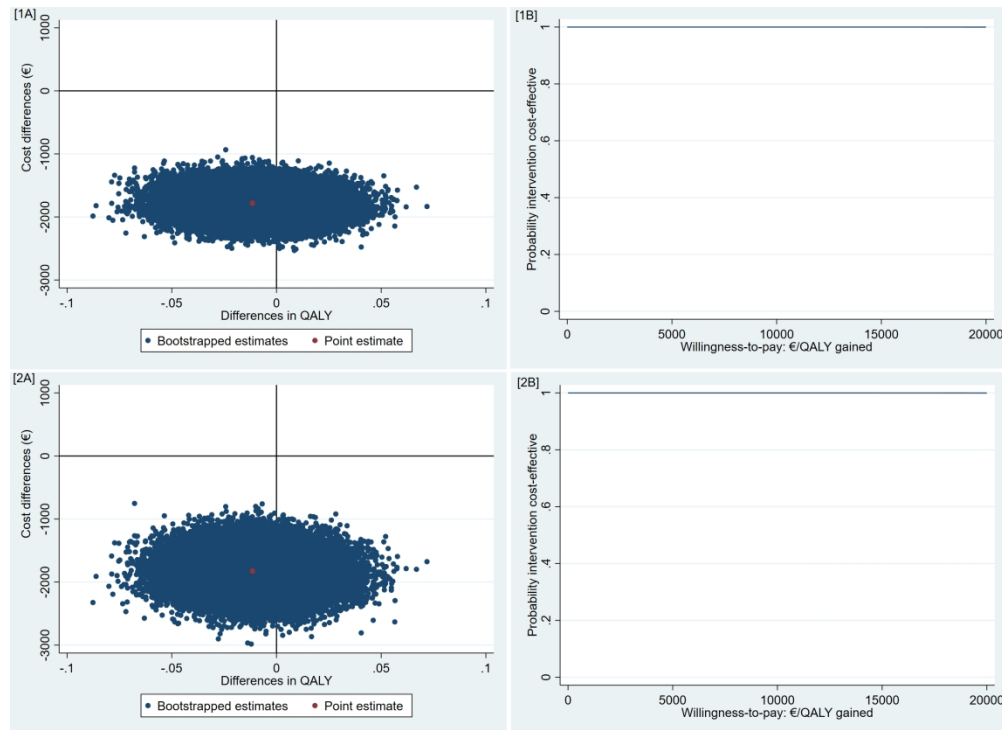 [1A]
Cost differences (€)
1000
0
-1000
-2000
-3000
-.1
-.05
0
.05
.1
Differences in QALY
Bootstrapped estimates
Point estimate
[1B]
Probability intervention cost-effective
1
.8
.6
.4
.2
0
0
5000
10000
15000
20000
Willingness-to-pay: €/QALY gained
[2A]
Cost differences (€)
1000
0
-1000
-2000
-3000
-.1
-.05
0
.05
.1
Differences in QALY
Bootstrapped estimates
Point estimate
[2B]
Probability intervention cost-effective
1
.8
.6
.4
.2
0
0
5000
10000
15000
20000
Willingness-to-pay: €/QALY gained